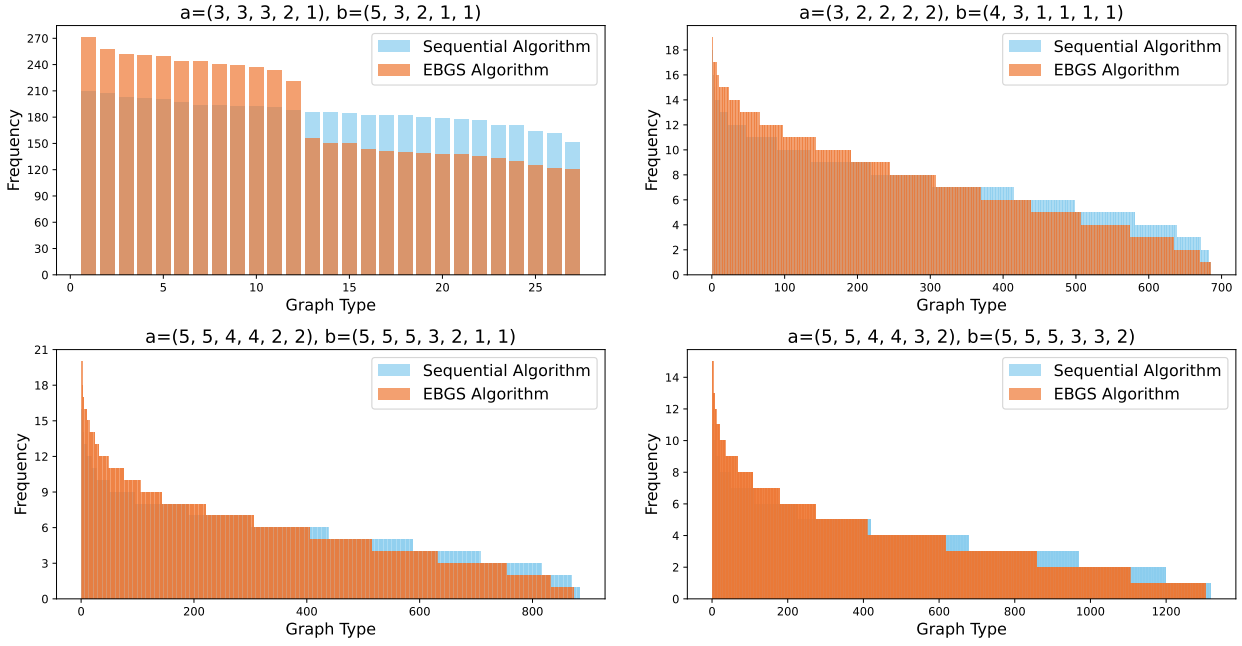 a=(3, 3, 3, 2, 1), b=(5, 3, 2, 1, 1)
Sequential Algorithm
EBGS Algorithm
270
240
210
180
150
120
90
60
30
0
Frequency
0 5 10 15 20 25
Graph Type
a=(3, 2, 2, 2, 2), b=(4, 3, 1, 1, 1, 1)
Sequential Algorithm
EBGS Algorithm
18
16
14
12
10
8
6
4
2
0
Frequency
0 100 200 300 400 500 600 700
Graph Type
a=(5, 5, 4, 4, 2, 2), b=(5, 5, 5, 3, 2, 1, 1)
Sequential Algorithm
EBGS Algorithm
21
18
15
12
9
6
3
0
Frequency
0 200 400 600 800
Graph Type
a=(5, 5, 4, 4, 3, 2), b=(5, 5, 5, 3, 3, 2)
Sequential Algorithm
EBGS Algorithm
14
12
10
8
6
4
2
0
Frequency
0 200 400 600 800 1000 1200
Graph Type